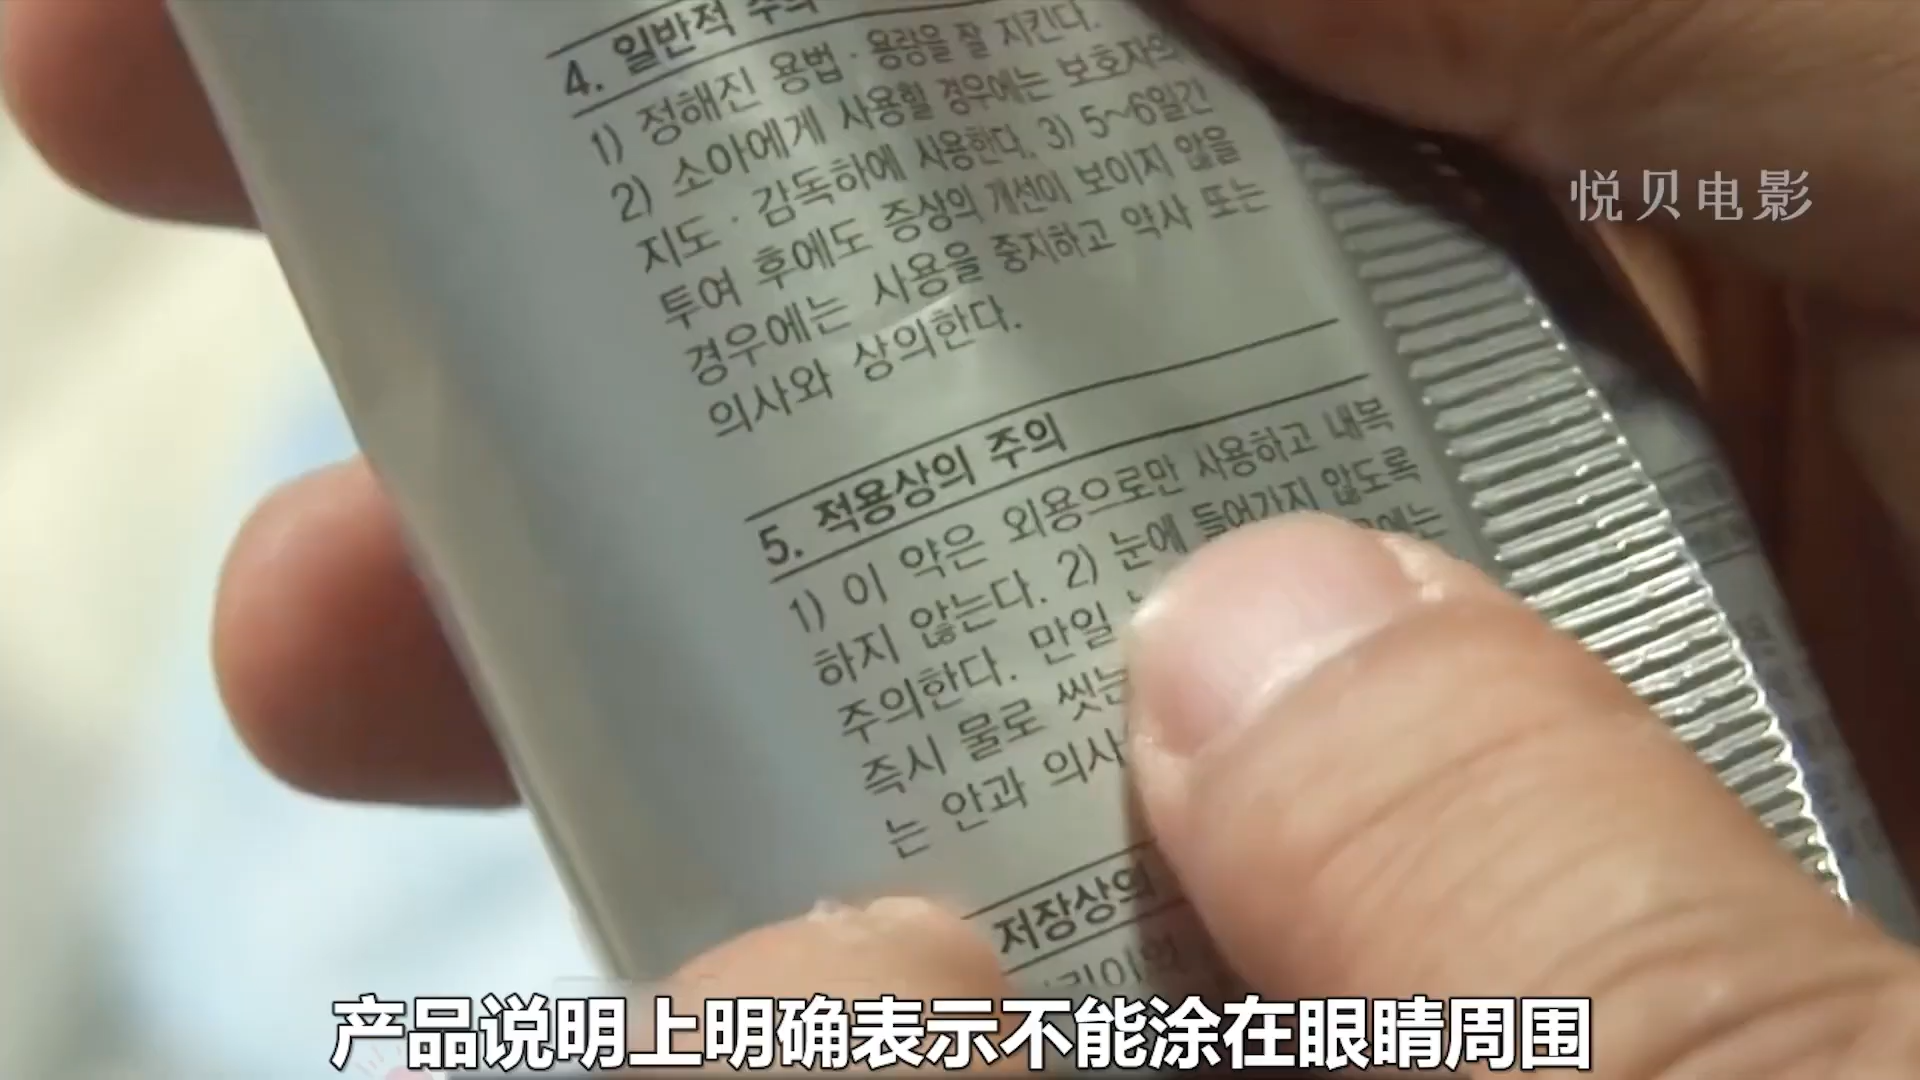 4. 일반적 주의
1) 정해진 용법·용량을 잘 지킨다.
2) 소아에게 사용할 경우에는 보호자의
지도·감독하에 사용한다. 3) 5~6일간
투여 후에도 증상의 개선이 보이지 않을
경우에는 사용을 중지하고 약사 또는
의사와 상의한다.
5. 적용상의 주의
1) 이 약은 외용으로만 사용하고 내복
하지 않는다. 2) 눈에 들어가지 않도록
주의한다. 만일
즉시 물로 씻는
는 안과 의사
저장상의
悦贝电影
产品说明上明确表示不能涂在眼睛周围